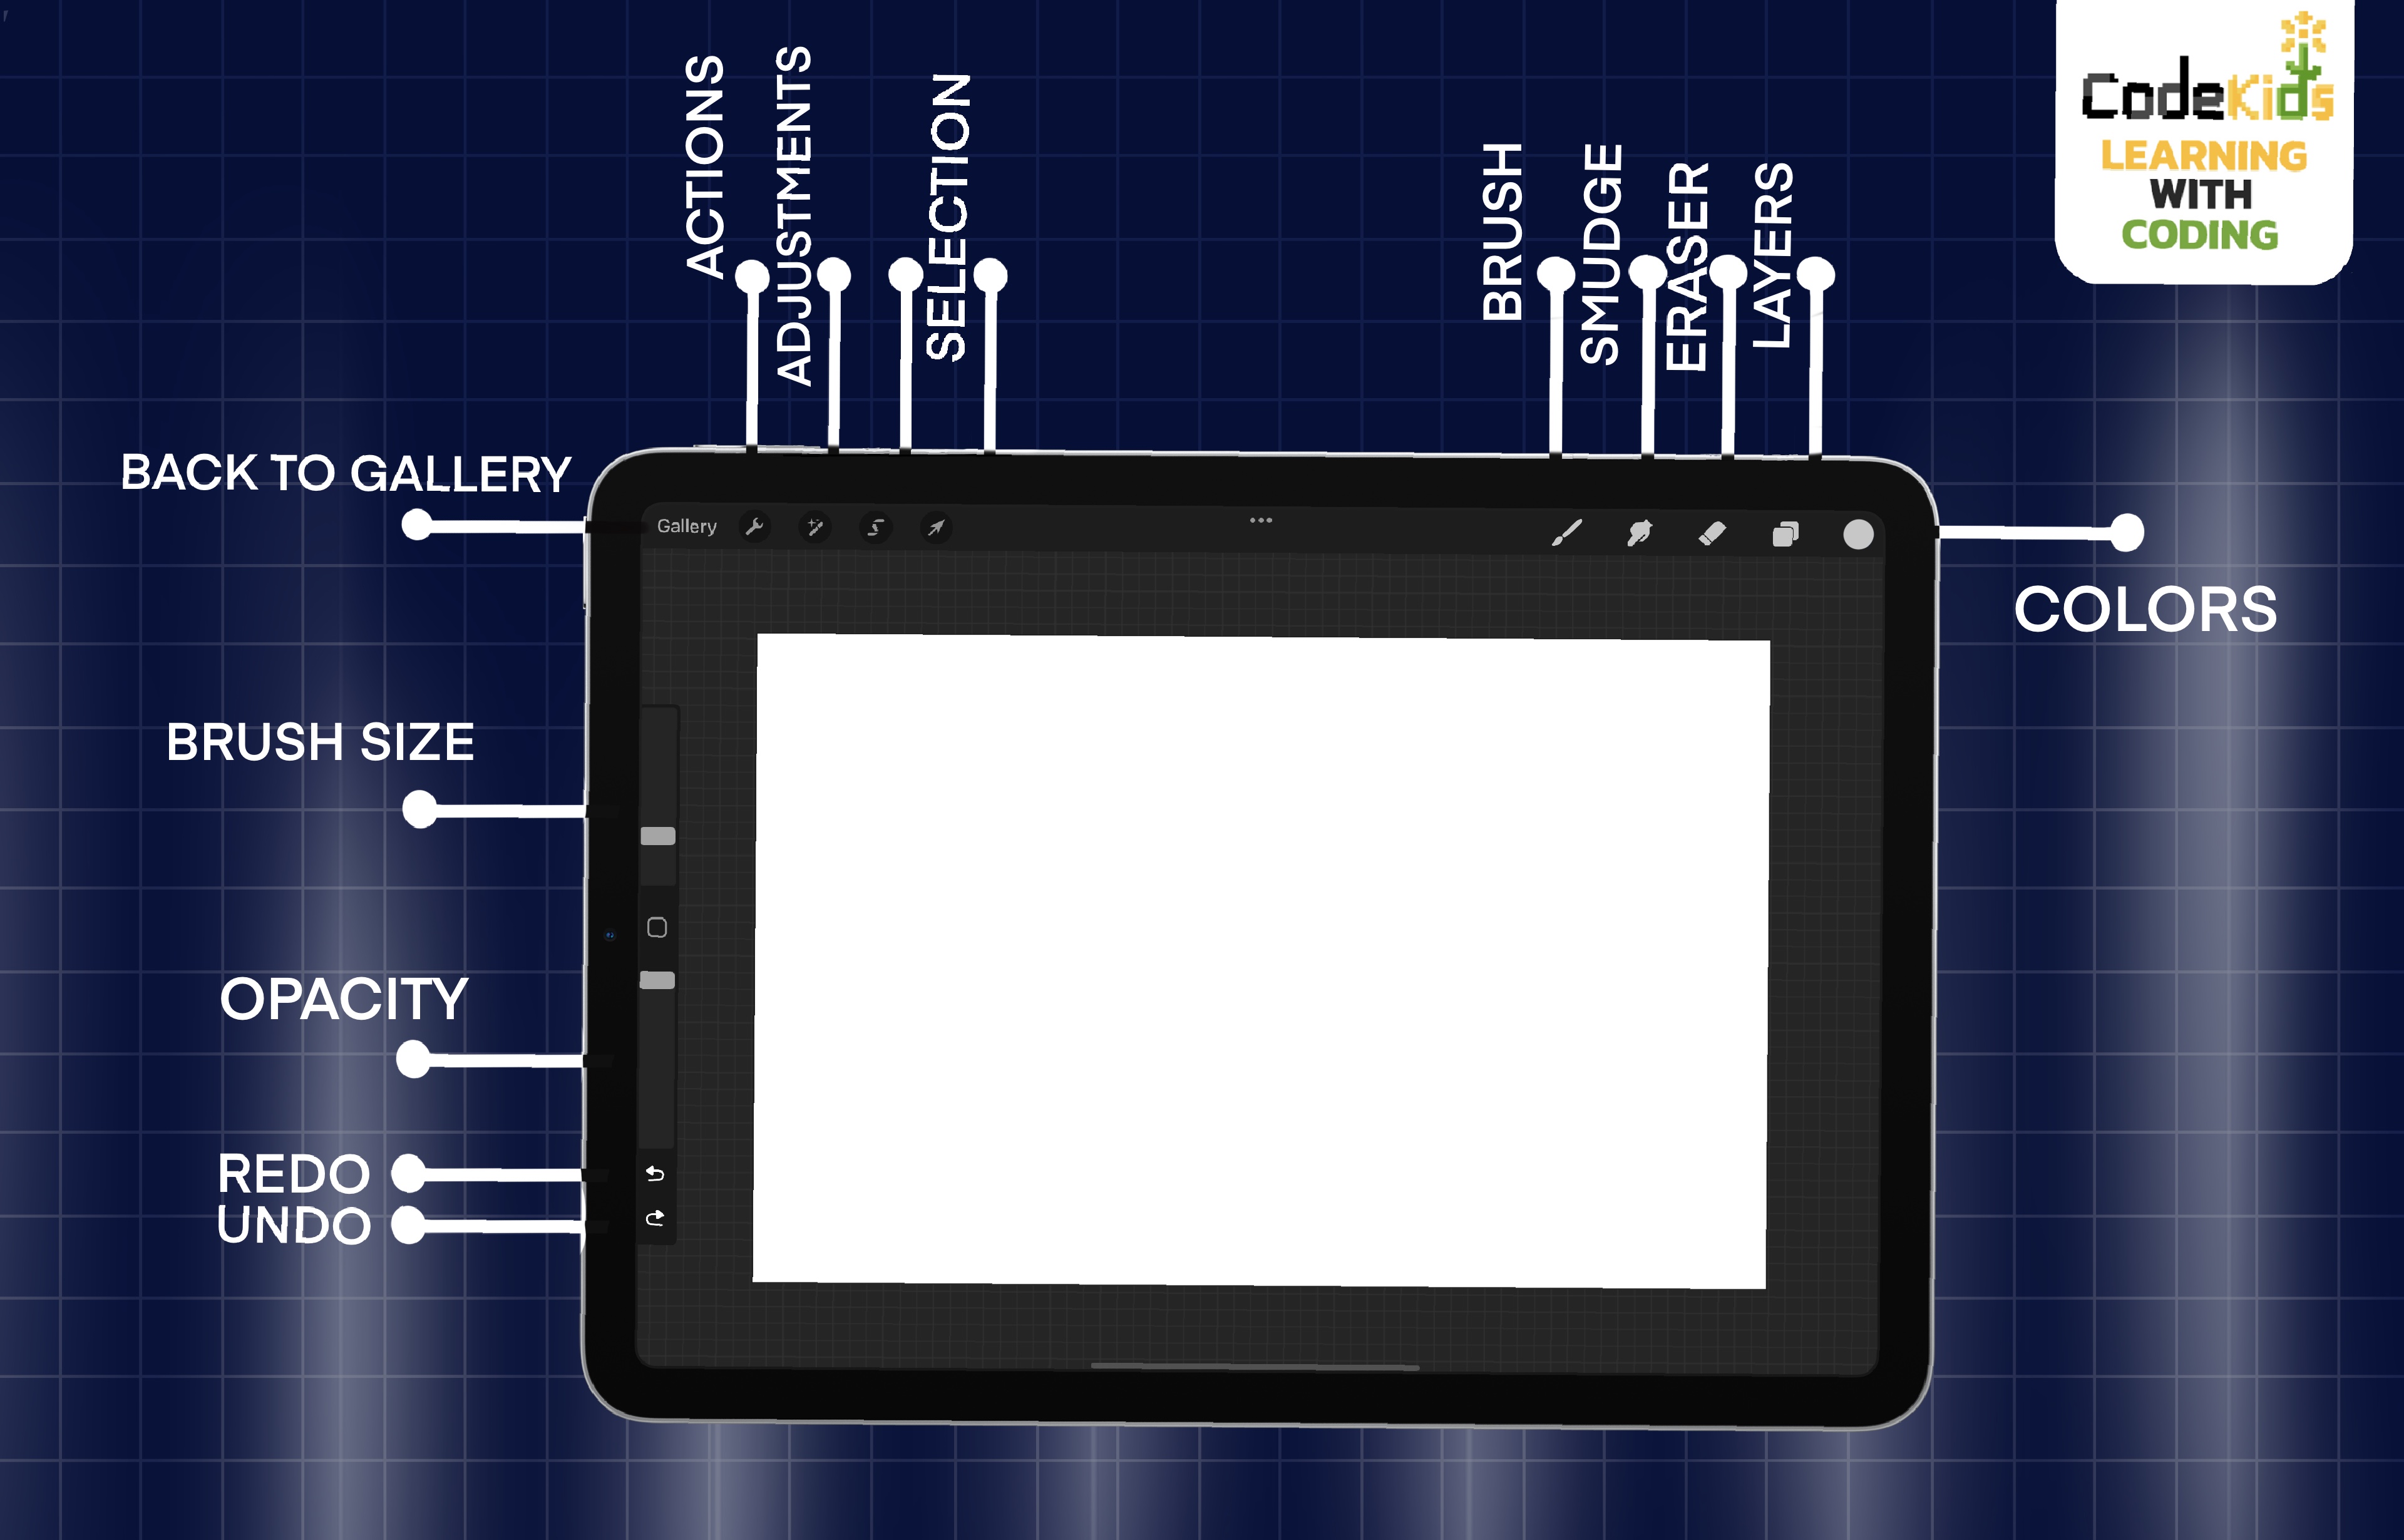 ACTIONS
ADJUSTMENTS
SELECTION
BRUSH
SMUDGE
ERASER
LAYERS
CodeKids
LEARNING
WITH
CODING
BACK TO GALLERY
Gallery
COLORS
BRUSH SIZE
OPACITY
REDO
UNDO